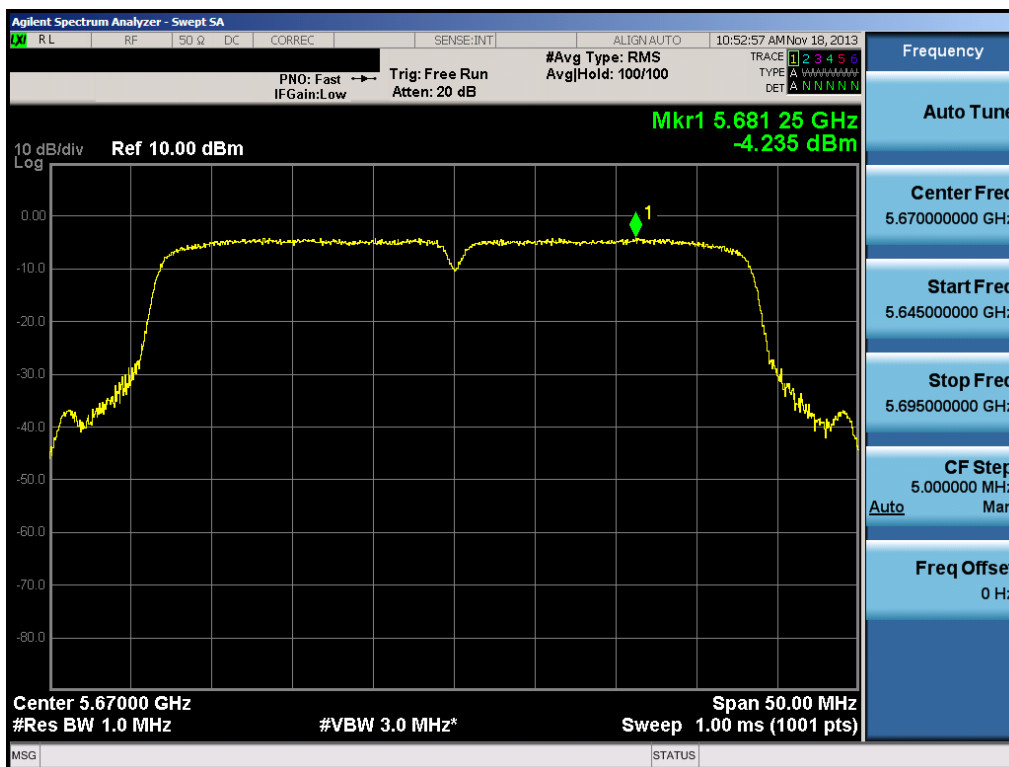 Agilent Spectrum Analyzer - Swept SA
LXI RL RF 50 Ω DC CORREC SENSE:INT ALIGN AUTO 10:52:57 AM Nov 18, 2013
PNO: Fast
IFGain:Low
Trig: Free Run
Atten: 20 dB
#Avg Type: RMS
Avg|Hold: 100/100
TRACE 1 2 3 4 5 6
TYPE A WWWWW
DET A N N N N N
Mkr1 5.681 25 GHz
-4.235 dBm
10 dB/div Ref 10.00 dBm
Log
1
0.00
-10.0
-20.0
-30.0
-40.0
-50.0
-60.0
-70.0
-80.0
Center 5.67000 GHz Span 50.00 MHz
#Res BW 1.0 MHz #VBW 3.0 MHz* Sweep 1.00 ms (1001 pts)
MSG STATUS
Frequency
Auto Tune
Center Freq
5.670000000 GHz
Start Freq
5.645000000 GHz
Stop Freq
5.695000000 GHz
CF Step
5.000000 MHz
Auto Man
Freq Offset
0 Hz